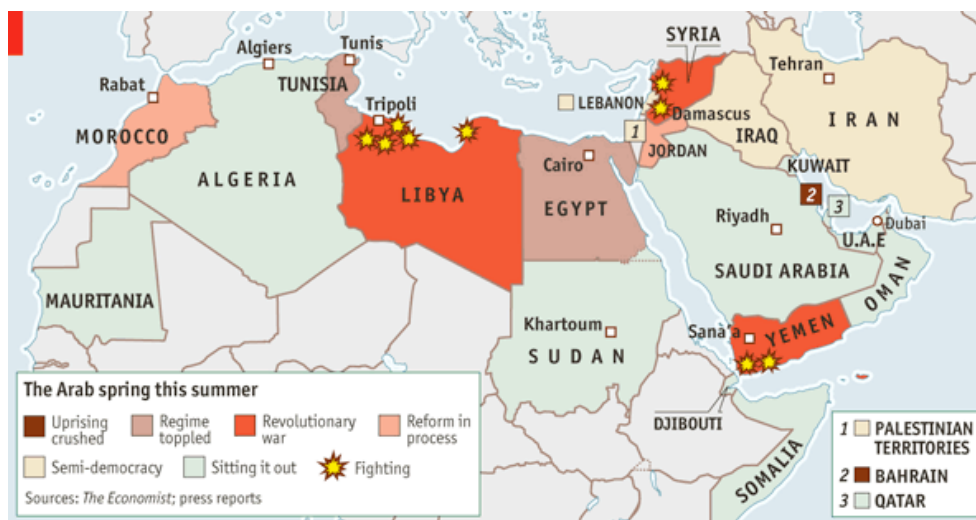 Algiers
Tunis
SYRIA
Tehran
Rabat
TUNISIA
Tripoli
LEBANON
Damascus
MOROCCO
1
IRAQ
IRAN
JORDAN
Cairo
KUWAIT
ALGERIA
LIBYA
EGYPT
2
3
Riyadh
Dubai
U.A.E
SAUDI ARABIA
OMAN
MAURITANIA
Khartoum
SUDAN
Sanà'a
YEMEN
DJIBOUTI
SOMALIA
The Arab spring this summer
Uprising crushed
Regime toppled
Revolutionary war
Reform in process
Semi-democracy
Sitting it out
Fighting
Sources: The Economist; press reports
1 PALESTINIAN
TERRITORIES
2 BAHRAIN
3 QATAR